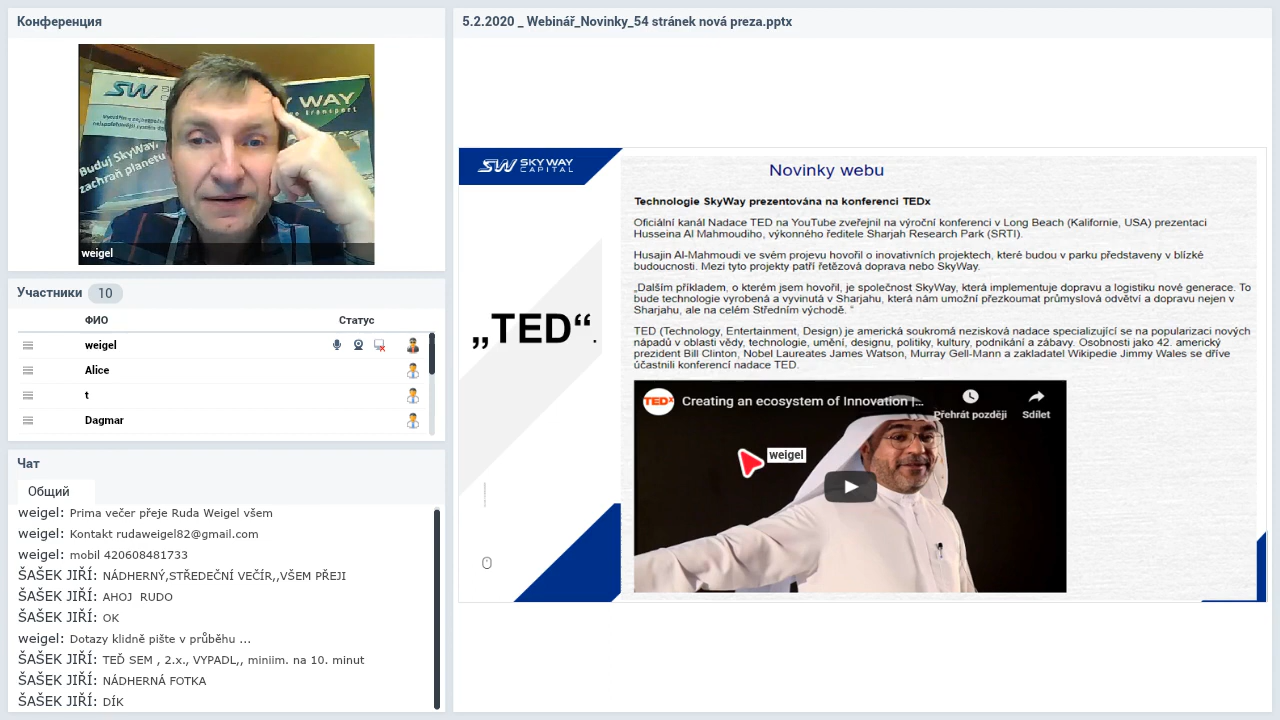 Конференция
SW
WAY
transport
Buduj SkyWay,
zachraň planetu
weigel
Участники 10
ФИО Статус
weigel
Alice
t
Dagmar
Чат
Общий
weigel: Prima večer přeje Ruda Weigel všem
weigel: Kontakt rudaweigel82@gmail.com
weigel: mobil 420608481733
ŠAŠEK JIŘÍ: NÁDHERNÝ,STŘEDEČNÍ VEČÍR,,VŠEM PŘEJI
ŠAŠEK JIŘÍ: AHOJ RUDO
ŠAŠEK JIŘÍ: OK
weigel: Dotazy klidně pište v průběhu ...
ŠAŠEK JIŘÍ: TEĎ SEM , 2.x., VYPADL,, miniim. na 10. minut
ŠAŠEK JIŘÍ: NÁDHERNÁ FOTKA
ŠAŠEK JIŘÍ: DÍK
5.2.2020 _ Webinář_Novinky_54 stránek nová preza.pptx
SW SKY WAY
CAPITAL
„TED“.
Novinky webu
Technologie SkyWay prezentována na konferenci TEDx
Oficiální kanál Nadace TED na YouTube zveřejnil na výroční konferenci v Long Beach (Kalifornie, USA) prezentaci
Husseina Al Mahmoudiho, výkonného ředitele Sharjah Research Park (SRTI).
Husajin Al-Mahmoudi ve svém projevu hovořil o inovativních projektech, které budou v parku představeny v blízké
budoucnosti. Mezi tyto projekty patří řetězová doprava nebo SkyWay.
„Dalším příkladem, o kterém jsem hovořil, je společnost SkyWay, která implementuje dopravu a logistiku nové generace. To
bude technologie vyrobená a vyvinutá v Sharjahu, která nám umožní přezkoumat průmyslová odvětví a dopravu nejen v
Sharjahu, ale na celém Středním východě. “
TED (Technology, Entertainment, Design) je americká soukromá nezisková nadace specializující se na popularizaci nových
nápadů v oblasti vědy, technologie, umění, designu, politiky, kultury, podnikání a zábavy. Osobnosti jako 42. americký
prezident Bill Clinton, Nobel Laureates James Watson, Murray Gell-Mann a zakladatel Wikipedie Jimmy Wales se dříve
účastnili konferencí nadace TED.
TEDx Creating an ecosystem of Innovation |...
Přehrát později Sdílet
weigel